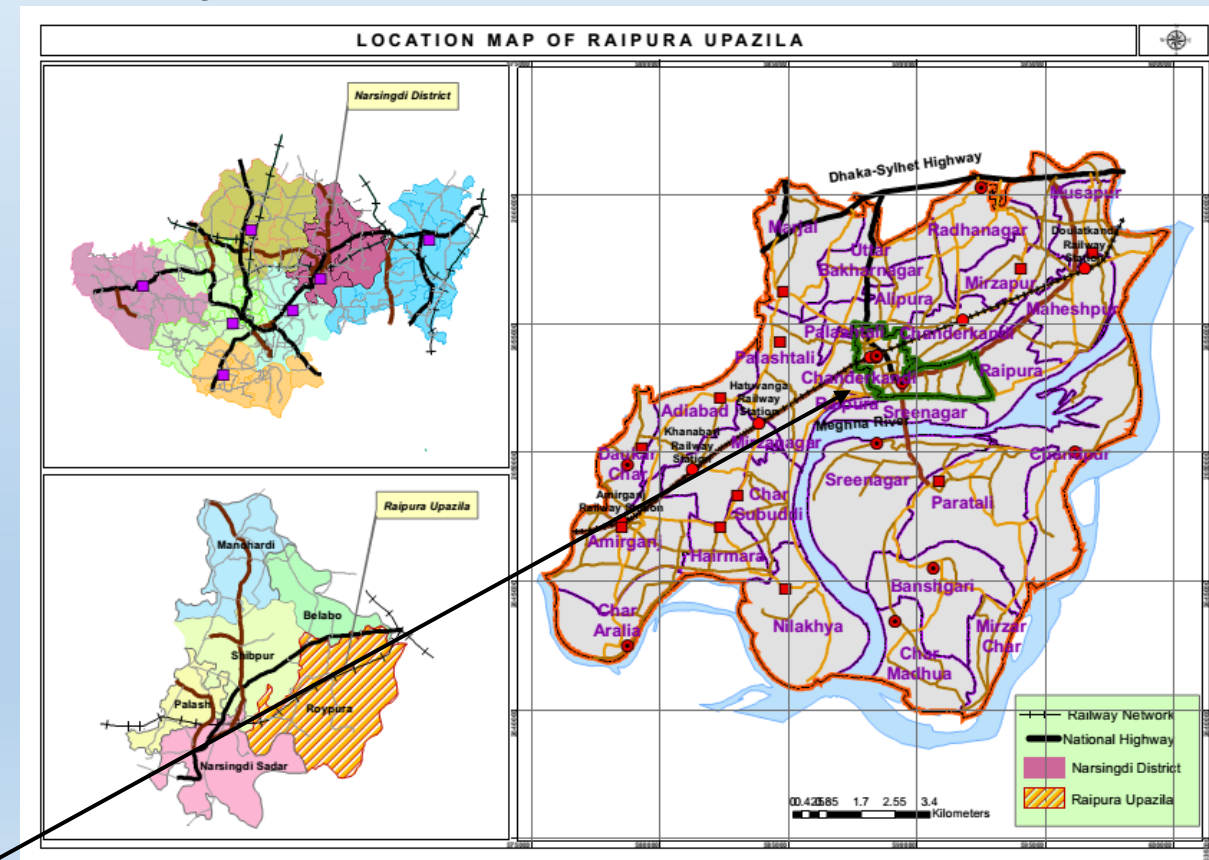 LOCATION MAP OF RAIPURA UPAZILA
Narsingdi District
Raipura Upazila
Manohardi
Belabo
Shibpur
Palash
Roypura
Narsingdi Sadar
Dhaka-Sylhet Highway
Musapur
Marjal
Radhanagar
Doulatkanda
Railway
Station
Uttar
Bakharnagar
Mirzapur
Alipura
Maheshpur
Palashtali
Chanderkandi
Palashtali
Chanderkandi
Raipura
Hatuvanga
Railway
Station
Adiabad
Raipura
Sreenagar
Meghna River
Khanabari
Railway
Station
Mirzanagar
Daukar
Char
Chandpur
Sreenagar
Paratali
Amirganj
Railway Station
Char
Subuddi
Amirganj
Hairmara
Banshgari
Char
Aralia
Nilakhya
Mirzar
Char
Char
Madhua
Railway Network
National Highway
Narsingdi District
Raipura Upazila
1.7 2.55 3.4
Kilometers